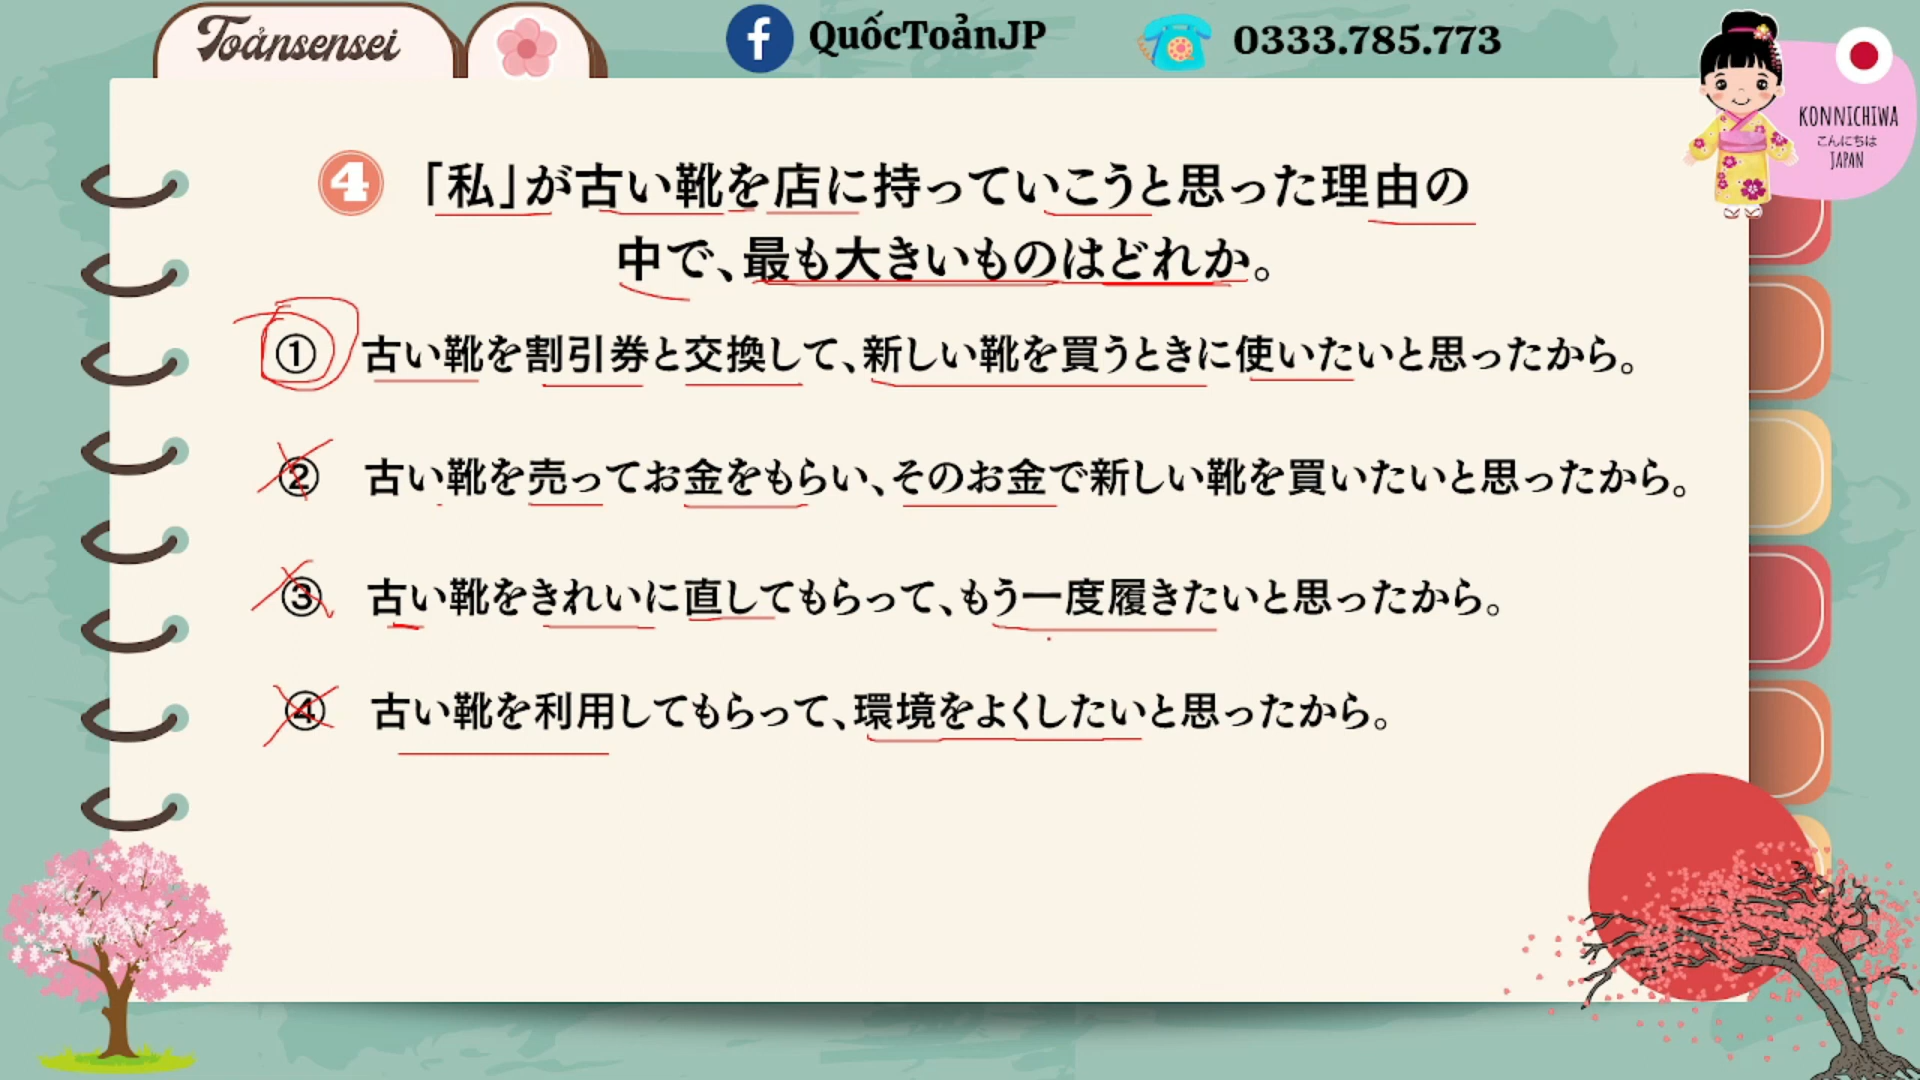 Toảnsensei
QuốcToảnJP
0333.785.773
KONNICHIWA
こんにちは
JAPAN
4 「私」が古い靴を店に持っていこうと思った理由の
中で、最も大きいものはどれか。
① 古い靴を割引券と交換して、新しい靴を買うときに使いたいと思ったから。
② 古い靴を売ってお金をもらい、そのお金で新しい靴を買いたいと思ったから。
③ 古い靴をきれいに直してもらって、もう一度履きたいと思ったから。
④ 古い靴を利用してもらって、環境をよくしたいと思ったから。